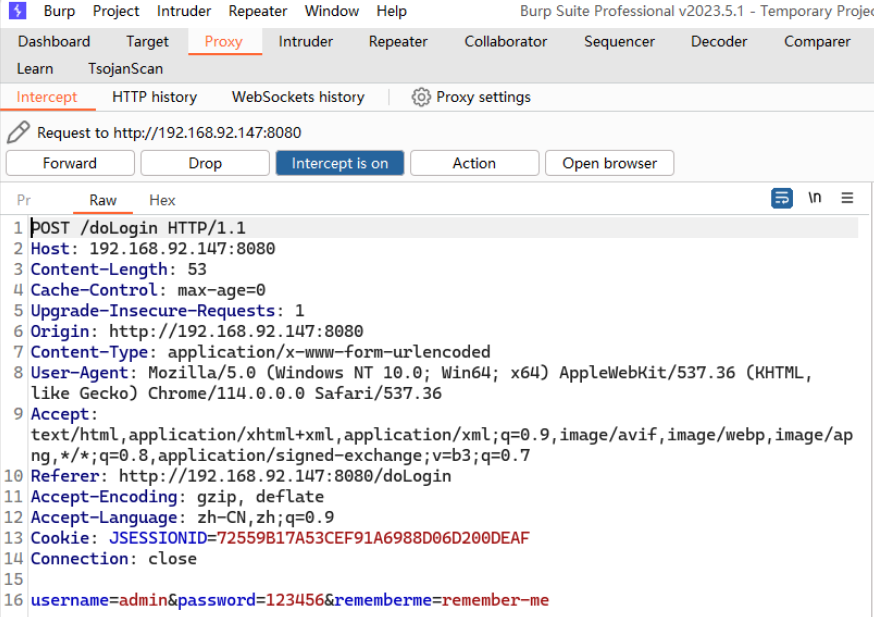 Burp Project Intruder Repeater Window Help Burp Suite Professional v2023.5.1 - Temporary Projec
Dashboard Target Proxy Intruder Repeater Collaborator Sequencer Decoder Comparer
Learn TsojanScan
Intercept HTTP history WebSockets history Proxy settings
Request to http://192.168.92.147:8080
Forward Drop Intercept is on Action Open browser
Pr Raw Hex \n
1 POST /doLogin HTTP/1.1
2 Host: 192.168.92.147:8080
3 Content-Length: 53
4 Cache-Control: max-age=0
5 Upgrade-Insecure-Requests: 1
6 Origin: http://192.168.92.147:8080
7 Content-Type: application/x-www-form-urlencoded
8 User-Agent: Mozilla/5.0 (Windows NT 10.0; Win64; x64) AppleWebKit/537.36 (KHTML,
like Gecko) Chrome/114.0.0.0 Safari/537.36
9 Accept:
text/html,application/xhtml+xml,application/xml;q=0.9,image/avif,image/webp,image/ap
ng,*/*;q=0.8,application/signed-exchange;v=b3;q=0.7
10 Referer: http://192.168.92.147:8080/doLogin
11 Accept-Encoding: gzip, deflate
12 Accept-Language: zh-CN,zh;q=0.9
13 Cookie: JSESSIONID=72559B17A53CEF91A6988D06D200DEAF
14 Connection: close
15
16 username=admin&password=123456&rememberme=remember-me